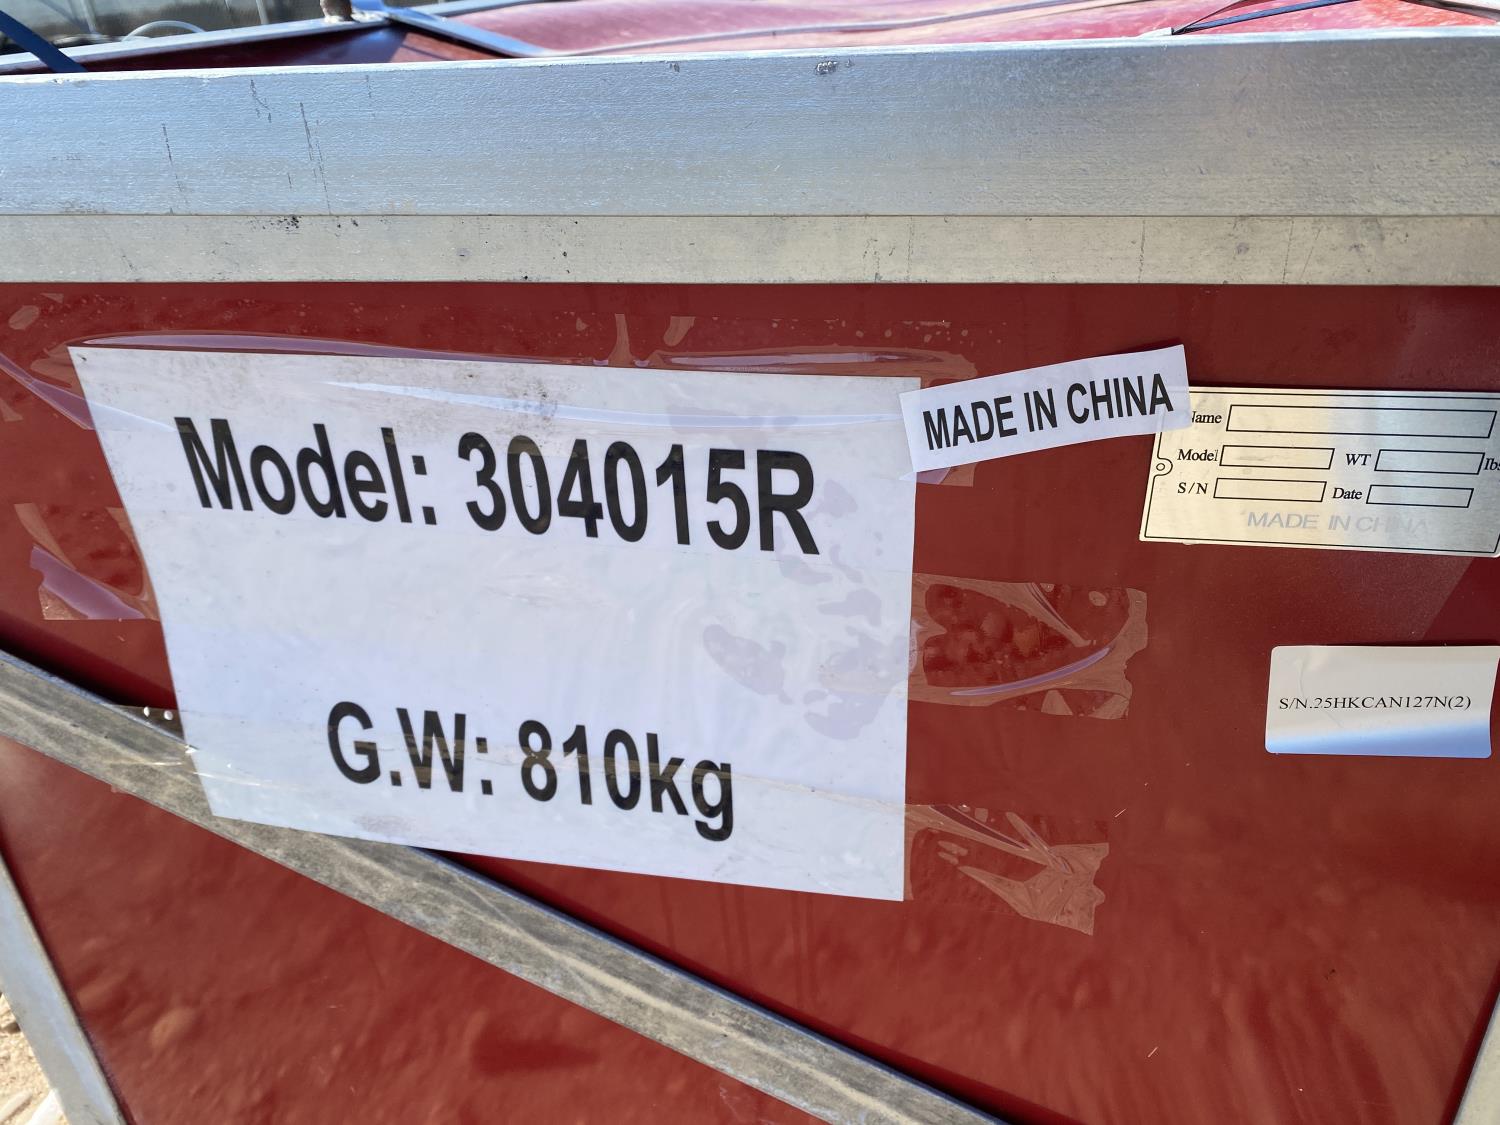 Model: 304015R
G.W: 810kg
MADE IN CHINA
Name
Model WT lbs
S/N Date
MADE IN CHINA
S/N.25HKCAN127N(2)